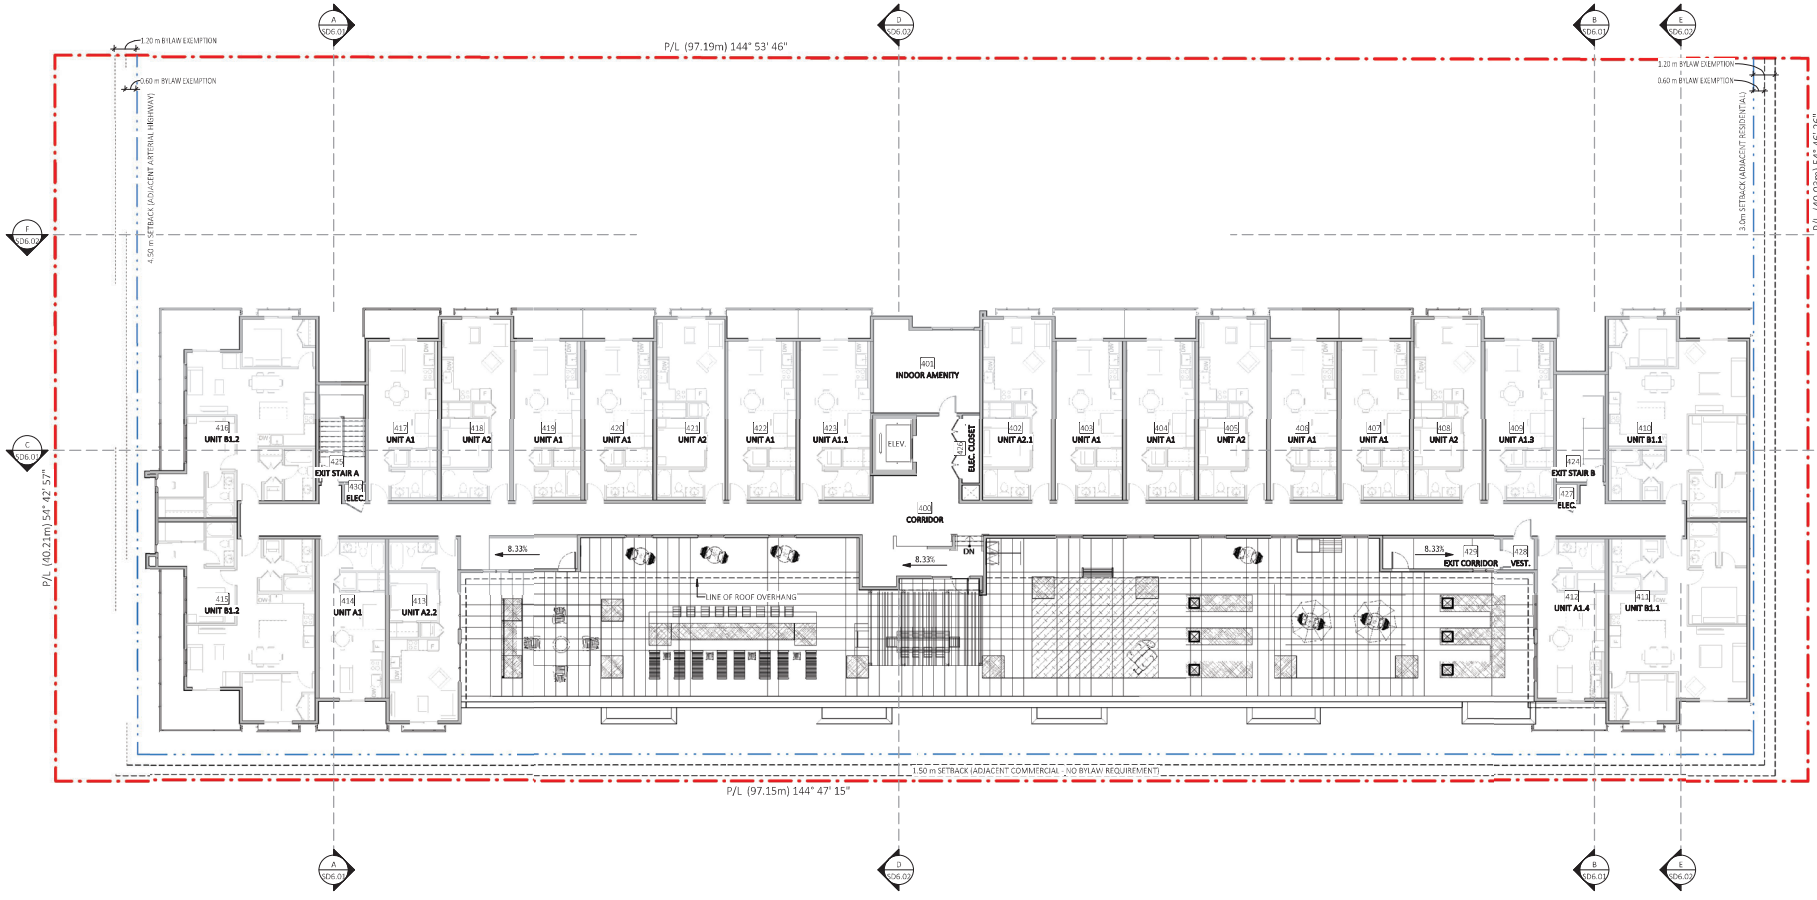 A
SD6.01
D
SD6.02
B
SD6.01
E
SD6.02
1.20 m BYLAW EXEMPTION
P/L (97.19m) 144° 53' 46"
1.20 m BYLAW EXEMPTION
0.60 m BYLAW EXEMPTION
0.60 m BYLAW EXEMPTION
4.50 m SETBACK (ADJACENT ARTERIAL HIGHWAY)
3.0m SETBACK (ADJACENT RESIDENTIAL)
F
SD6.02
401
INDOOR AMENITY
416
UNIT B1.2
417
UNIT A1
418
UNIT A2
419
UNIT A1
420
UNIT A1
421
UNIT A2
422
UNIT A1
423
UNIT A1.1
ELEV.
426
ELEC. CLOSET
402
UNIT A2.1
403
UNIT A1
404
UNIT A1
405
UNIT A2
406
UNIT A1
407
UNIT A1
408
UNIT A2
409
UNIT A1.3
410
UNIT B1.1
C
SD6.01
425
EXIT STAIR A
430
ELEC.
424
EXIT STAIR B
427
ELEC.
400
CORRIDOR
P/L (40.21m) 54° 42' 57"
8.33%
DN
8.33%
8.33%
429
EXIT CORRIDOR
428
VEST.
LINE OF ROOF OVERHANG
415
UNIT B1.2
414
UNIT A1
413
UNIT A2.2
412
UNIT A1.4
411
UNIT B1.1
1.50 m SETBACK (ADJACENT COMMERCIAL - NO BYLAW REQUIREMENT)
P/L (97.15m) 144° 47' 15"
A
SD6.01
D
SD6.02
B
SD6.01
E
SD6.02